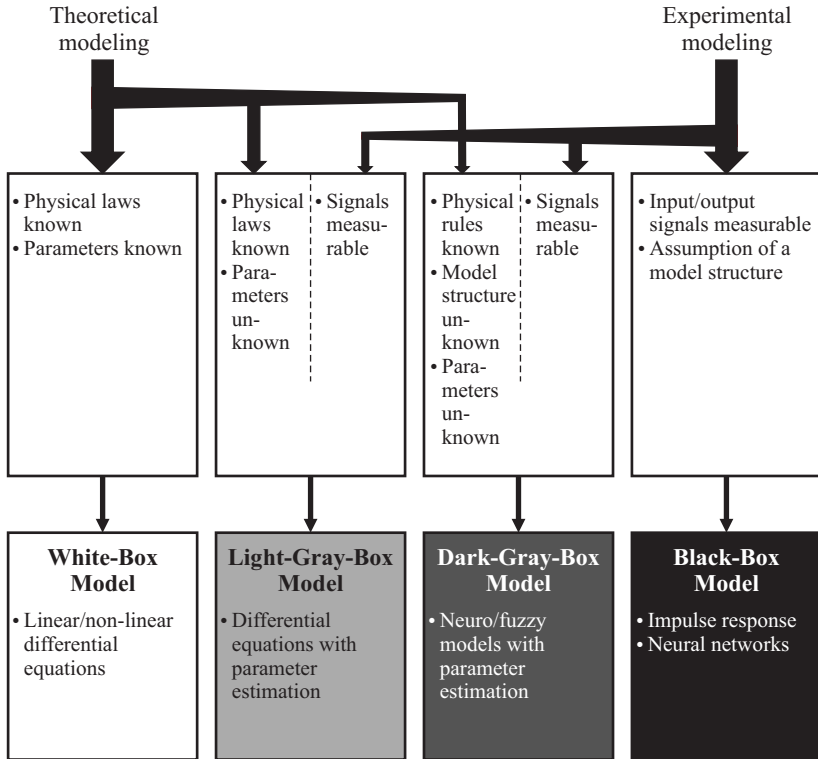 Theoretical
modeling
Experimental
modeling
• Physical laws
known
• Parameters known
• Physical
laws known
• Para-
meters
un-
known
• Signals
measu-
rable
• Physical
rules
known
• Model
structure
un-
known
• Para-
meters
un-
known
• Signals
measu-
rable
• Input/output
signals measurable
• Assumption of a
model structure
White-Box
Model
• Linear/non-linear
differential
equations
Light-Gray-Box
Model
• Differential
equations with
parameter
estimation
Dark-Gray-Box
Model
• Neuro/fuzzy
models with
parameter
estimation
Black-Box
Model
• Impulse response
• Neural networks